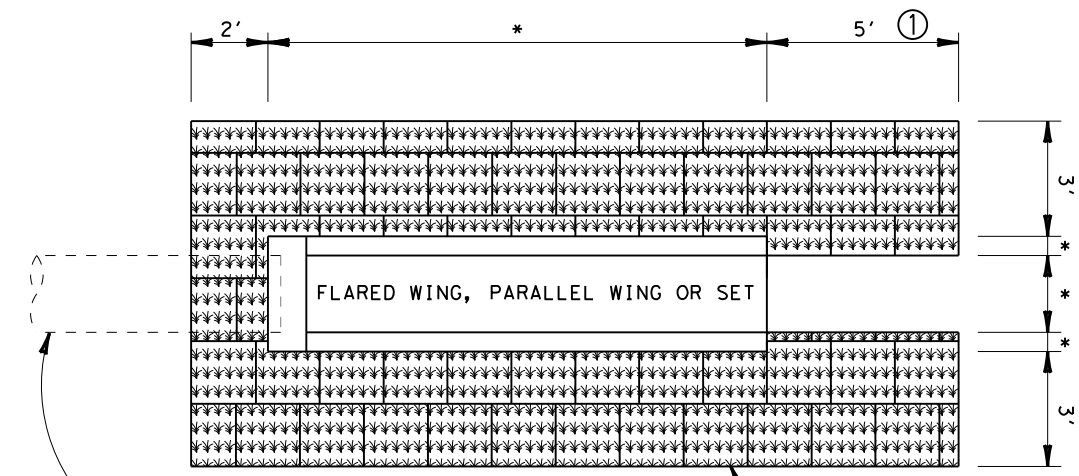 2' * 5' ①
3'
*
FLARED WING, PARALLEL WING OR SET *
*
3'